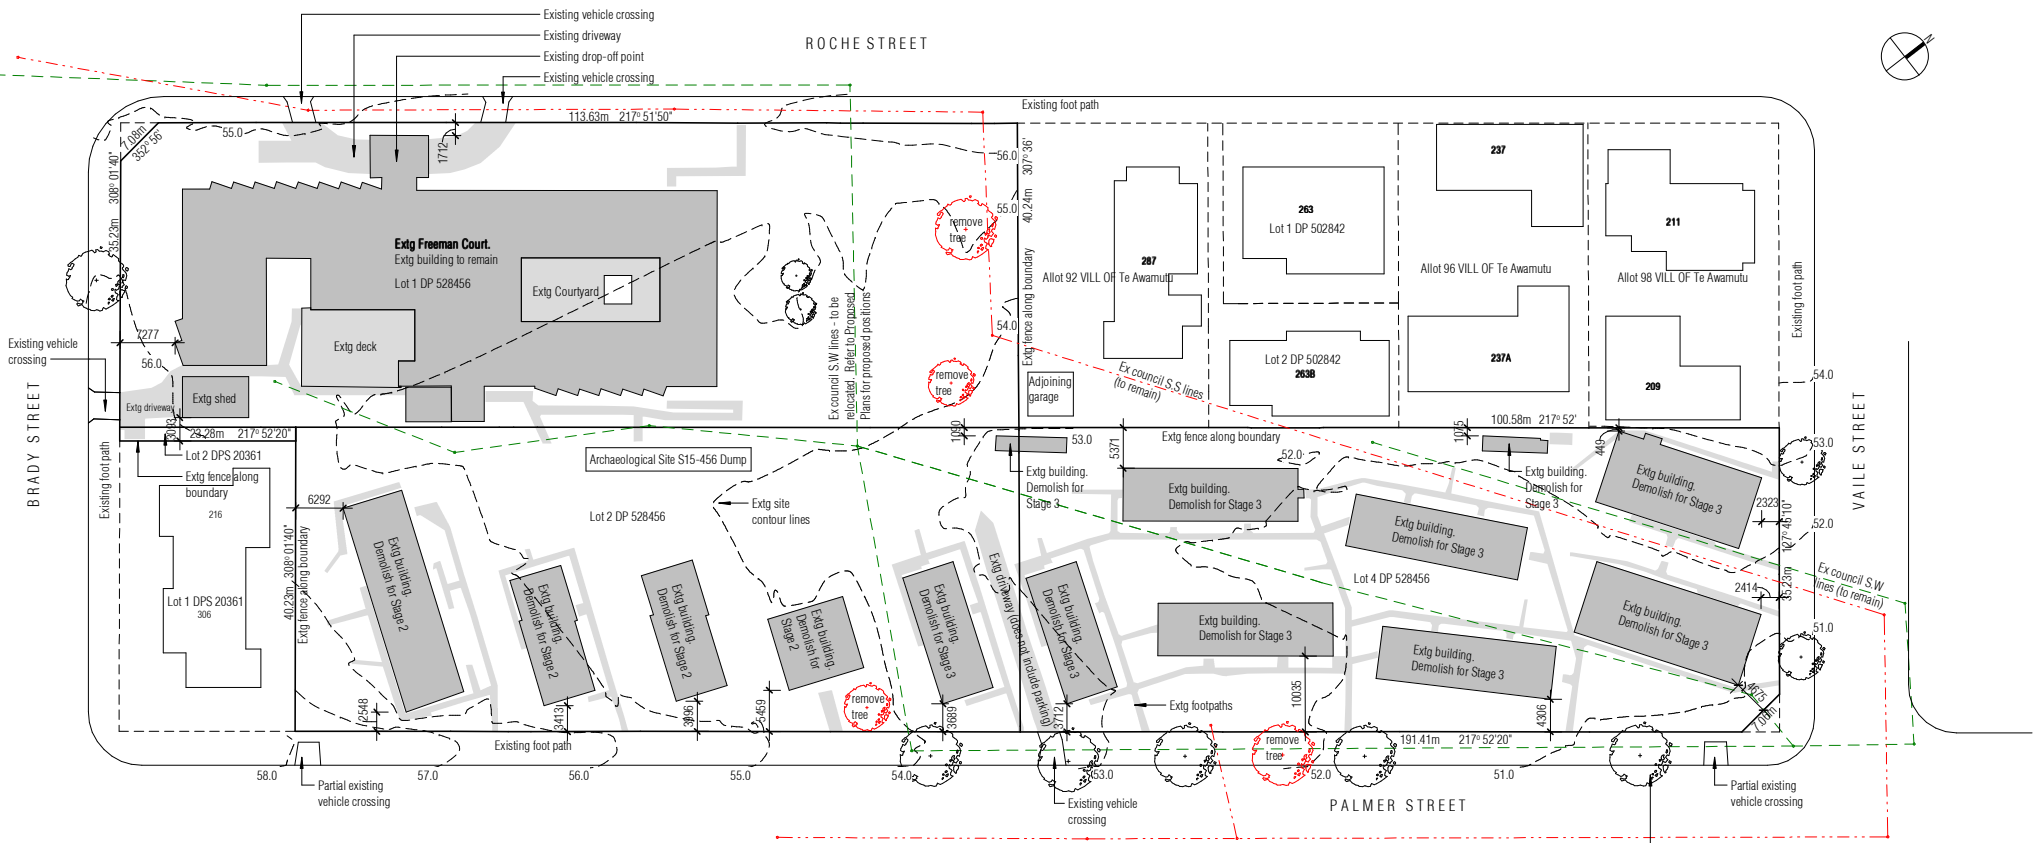 Existing vehicle crossing
Existing driveway
Existing drop-off point
Existing vehicle crossing
ROCHE STREET
N
Existing foot path
113.63m 217° 51'50"
7.08m
352° 56'
55.0
1712
56.0
307° 36'
40.24m
55.0
54.0
308° 01'40"
35.23m
remove
tree
Extg Freeman Court.
Extg building to remain
Lot 1 DP 528456
Extg Courtyard
Extg deck
Ex council S.W lines - to be
relocated. Refer to Proposed
Plans for proposed positions
Extg fence along boundary
287
Allot 92 VILL OF Te Awamutu
263
Lot 1 DP 502842
Lot 2 DP 502842
263B
237
Allot 96 VILL OF Te Awamutu
237A
211
Allot 98 VILL OF Te Awamutu
209
Existing foot path
7277
56.0
Existing vehicle
crossing
Extg shed
Extg driveway
3093
23.28m 217° 52'20"
remove
tree
Adjoining
garage
Ex council S.S lines
(to remain)
54.0
BRADY STREET
VAILE STREET
Lot 2 DPS 20361
Extg fence along
boundary
Existing foot path
216
Lot 1 DPS 20361
306
6292
40.23m 308° 01'40"
Extg fence along boundary
Archaeological Site S15-456 Dump
Extg site
contour lines
Lot 2 DP 528456
1090
53.0
5371
Extg fence along boundary
52.0
1075
100.58m 217° 52'
449
53.0
Extg building.
Demolish for
Stage 3
Extg building.
Demolish for Stage 3
Extg building.
Demolish for
Stage 3
Extg building.
Demolish for Stage 3
2323
127° 45'10"
52.0
Extg building.
Demolish for Stage 3
Lot 4 DP 528456
2414
35.23m
Ex council S.W
lines (to remain)
51.0
Extg building.
Demolish for Stage 2
Extg building.
Demolish for Stage 2
Extg building.
Demolish for Stage 2
Extg building.
Demolish for
Stage 2
Extg building.
Demolish for Stage 3
Extg driveway (does not include parking)
Extg building.
Demolish for Stage 3
Extg building.
Demolish for Stage 3
Extg building.
Demolish for Stage 3
Extg building.
Demolish for Stage 3
4675
7.06m
2548
3413
3996
5459
remove
tree
3689
3712
Extg footpaths
10035
4306
Existing foot path
remove
tree
191.41m 217° 52'20"
58.0
57.0
56.0
55.0
54.0
53.0
52.0
51.0
Partial existing
vehicle crossing
Existing vehicle
crossing
PALMER STREET
Partial existing
vehicle crossing